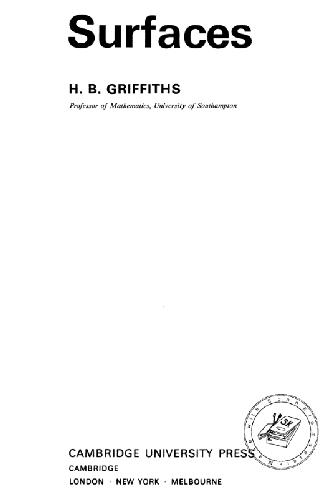 Surfaces
H. B. GRIFFITHS
Professor of Mathematics, University of Southampton
CAMBRIDGE UNIVERSITY PRESS
CAMBRIDGE
LONDON · NEW YORK · MELBOURNE